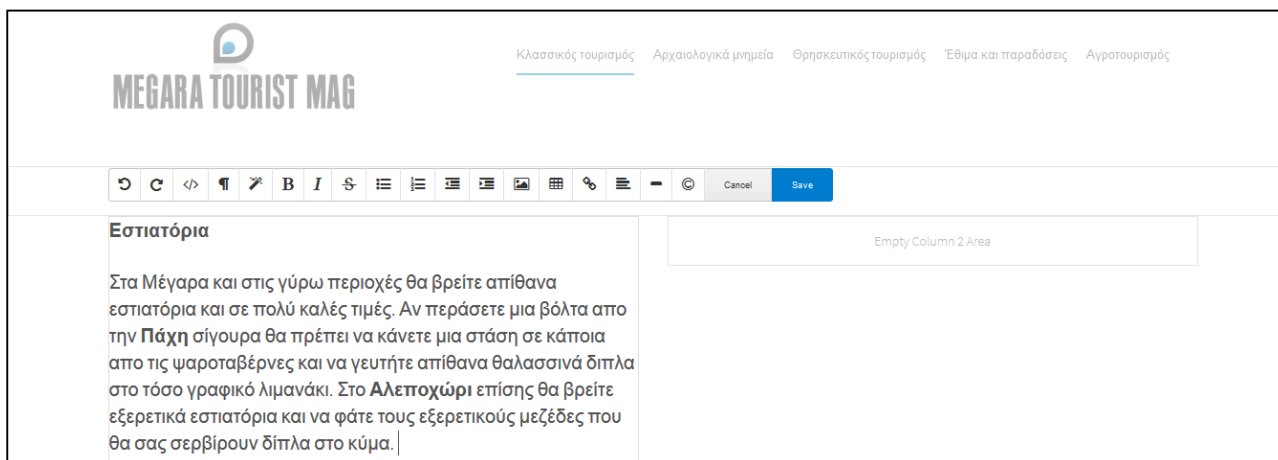 MEGARA TOURIST MAG
Κλασσικός τουρισμός Αρχαιολογικά μνημεία Θρησκευτικός τουρισμός Έθιμα και παραδόσεις Αγροτουρισμός
B I S Cancel Save
Εστιατόρια
Empty Column 2 Area
Στα Μέγαρα και στις γύρω περιοχές θα βρείτε απίθανα
εστιατόρια και σε πολύ καλές τιμές. Αν περάσετε μια βόλτα απο
την Πάχη σίγουρα θα πρέπει να κάνετε μια στάση σε κάποια
απο τις ψαροταβέρνες και να γευτήτε απίθανα θαλασσινά διπλα
στο τόσο γραφικό λιμανάκι. Στο Αλεποχώρι επίσης θα βρείτε
εξερετικά εστιατόρια και να φάτε τους εξερετικούς μεζέδες που
θα σας σερβίρουν δίπλα στο κύμα.